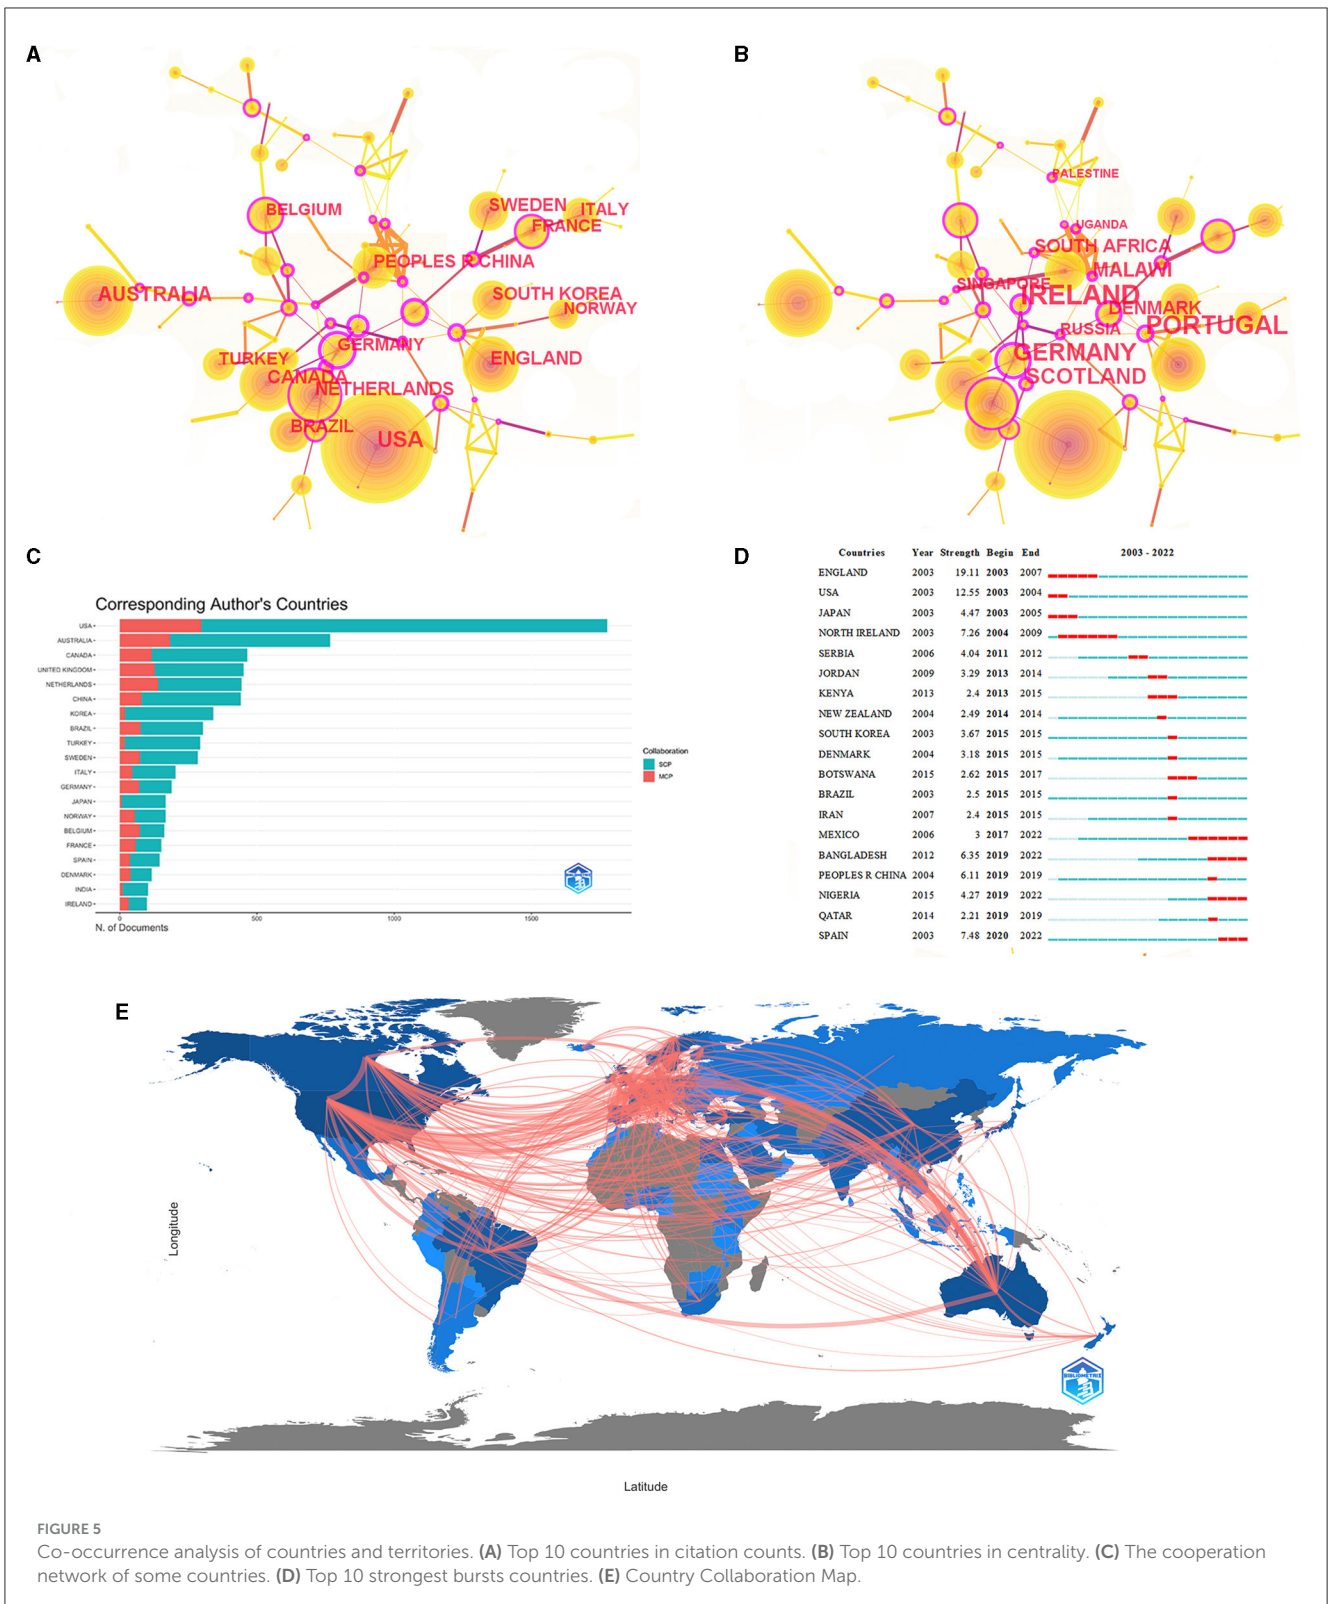 A
BELGIUM
SWEDEN
ITALY
FRANCE
PEOPLES R CHINA
AUSTRALIA
SOUTH KOREA
NORWAY
GERMANY
TURKEY
ENGLAND
CANADA
NETHERLANDS
BRAZIL
USA
B
PALESTINE
UGANDA
SOUTH AFRICA
MALAWI
SINGAPORE
IRELAND
DENMARK
PORTUGAL
RUSSIA
GERMANY
SCOTLAND
C
Corresponding Author's Countries
USA
AUSTRALIA
CANADA
UNITED KINGDOM
NETHERLANDS
CHINA
KOREA
BRAZIL
TURKEY
SWEDEN
ITALY
GERMANY
JAPAN
NORWAY
BELGIUM
FRANCE
SPAIN
DENMARK
INDIA
IRELAND
0 500 1000 1500
N. of Documents
Collaboration
SCP
MCP
D
Countries Year Strength Begin End 2003 - 2022
ENGLAND 2003 19.11 2003 2007
USA 2003 12.55 2003 2004
JAPAN 2003 4.47 2003 2005
NORTH IRELAND 2003 7.26 2004 2009
SERBIA 2006 4.04 2011 2012
JORDAN 2009 3.29 2013 2014
KENYA 2013 2.4 2013 2015
NEW ZEALAND 2004 2.49 2014 2014
SOUTH KOREA 2003 3.67 2015 2015
DENMARK 2004 3.18 2015 2015
BOTSWANA 2015 2.62 2015 2017
BRAZIL 2003 2.5 2015 2015
IRAN 2007 2.4 2015 2015
MEXICO 2006 3 2017 2022
BANGLADESH 2012 6.35 2019 2022
PEOPLES R CHINA 2004 6.11 2019 2019
NIGERIA 2015 4.27 2019 2022
QATAR 2014 2.21 2019 2019
SPAIN 2003 7.48 2020 2022
E
Longitude
BIBLIOMETRIX
Latitude
FIGURE 5
Co-occurrence analysis of countries and territories. (A) Top 10 countries in citation counts. (B) Top 10 countries in centrality. (C) The cooperation
network of some countries. (D) Top 10 strongest bursts countries. (E) Country Collaboration Map.